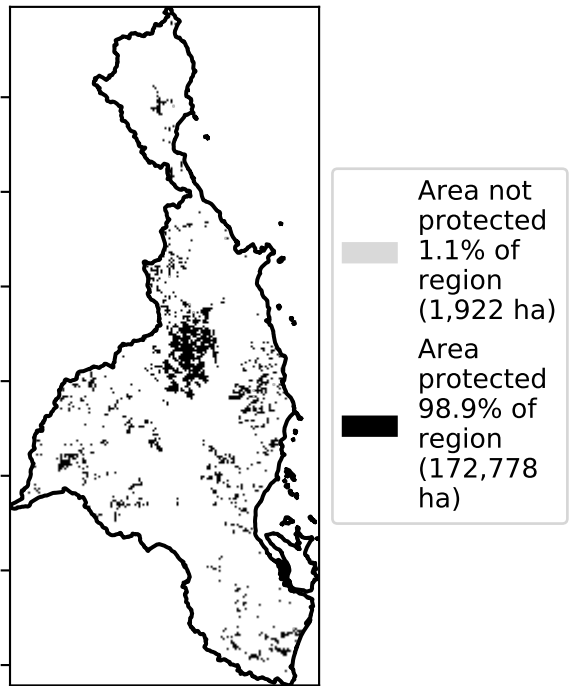 Area not
protected
1.1% of
region
(1,922 ha)
Area
protected
98.9% of
region
(172,778
ha)